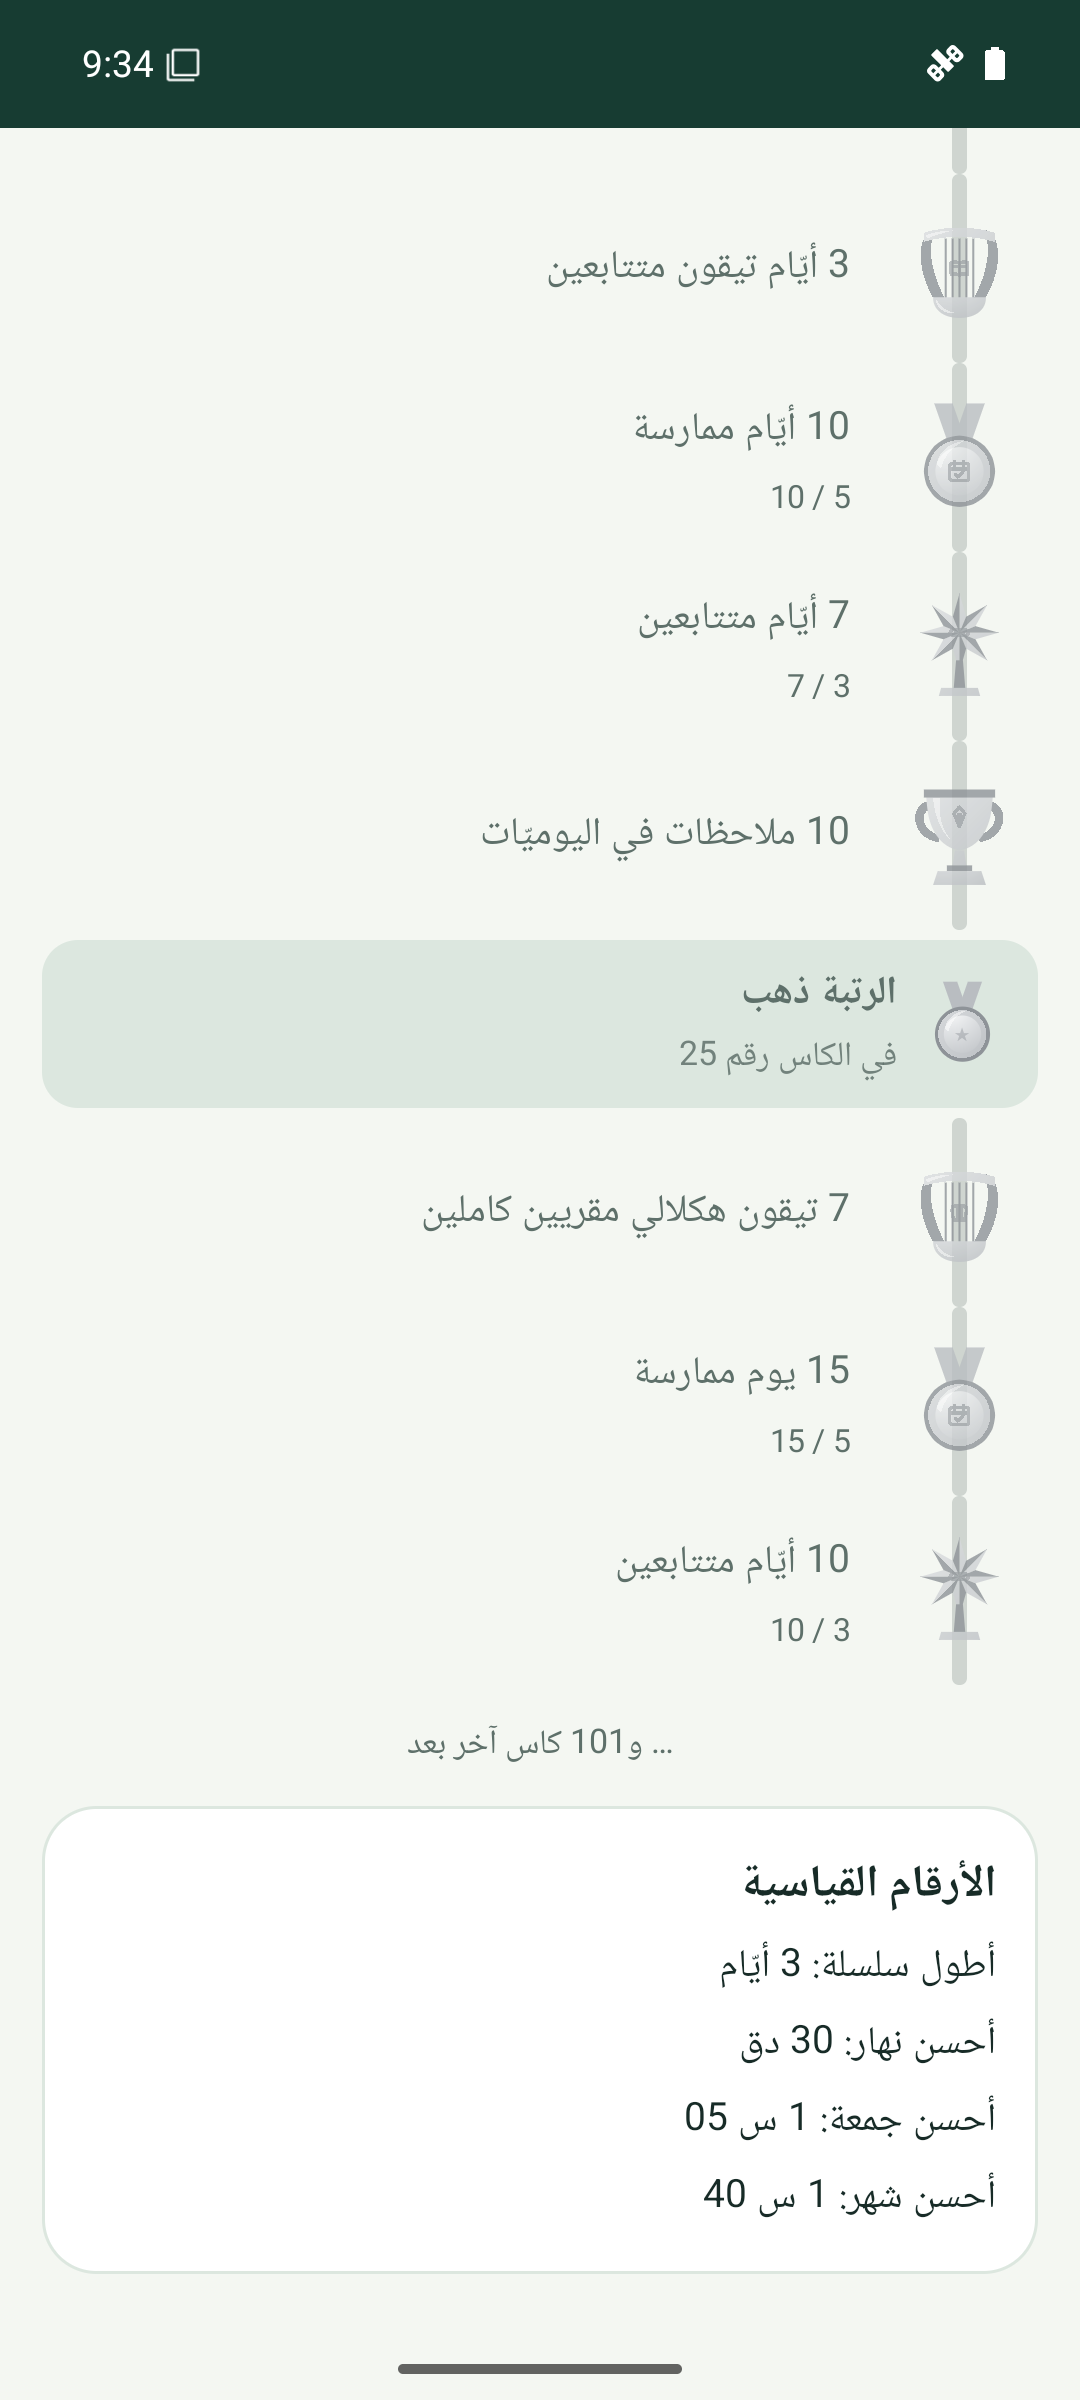 9:34
3 أيّام تيقون متتابعين
10 أيّام ممارسة
5 / 10
7 أيّام متتابعين
3 / 7
10 ملاحظات في اليوميّات
الرتبة ذهب
في الكاس رقم 25
7 تيقون هكلالي مقريين كاملين
15 يوم ممارسة
5 / 15
10 أيّام متتابعين
3 / 10
... و101 كاس آخر بعد
الأرقام القياسية
أطول سلسلة: 3 أيّام
أحسن نهار: 30 دق
أحسن جمعة: 1 س 05
أحسن شهر: 1 س 40